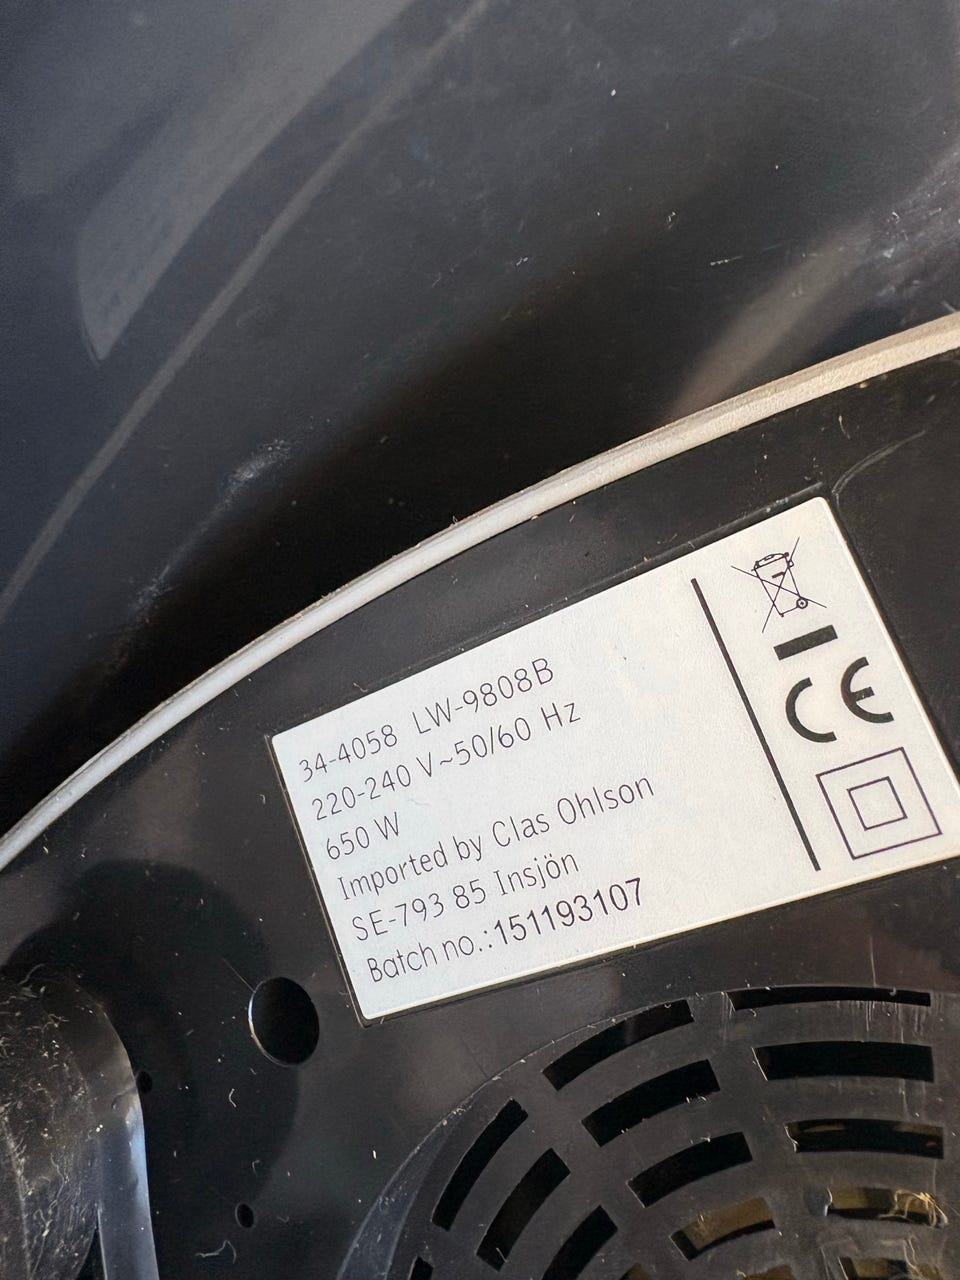 34-4058 LW-9808B
220-240 V~50/60 Hz
650 W
Imported by Clas Ohlson
SE-793 85 Insjön
Batch no.:151193107
CE